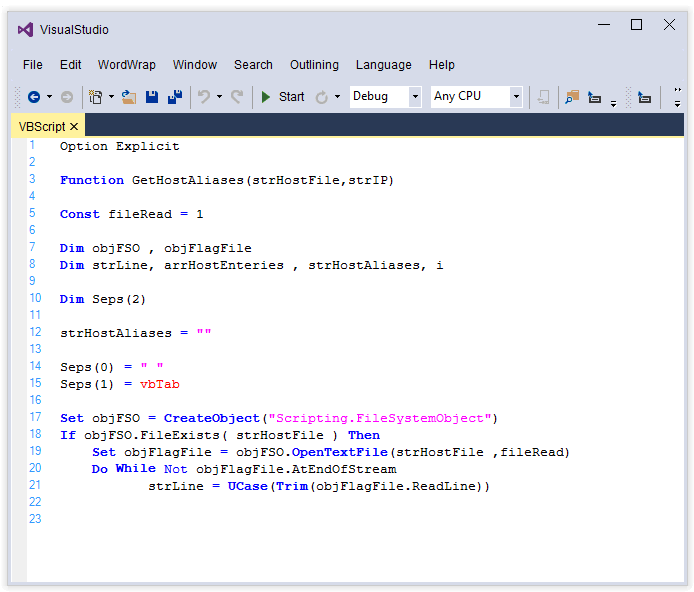 VisualStudio
File Edit WordWrap Window Search Outlining Language Help
Start Debug Any CPU
VBScript
1 Option Explicit
2
3 Function GetHostAliases(strHostFile,strIP)
4
5 Const fileRead = 1
6
7 Dim objFSO , objFlagFile
8 Dim strLine, arrHostEnteries , strHostAliases, i
9
10 Dim Seps(2)
11
12 strHostAliases = ""
13
14 Seps(0) = " "
15 Seps(1) = vbTab
16
17 Set objFSO = CreateObject("Scripting.FileSystemObject")
18 If objFSO.FileExists( strHostFile ) Then
19 Set objFlagFile = objFSO.OpenTextFile(strHostFile ,fileRead)
20 Do While Not objFlagFile.AtEndOfStream
21 strLine = UCase(Trim(objFlagFile.ReadLine))
22
23